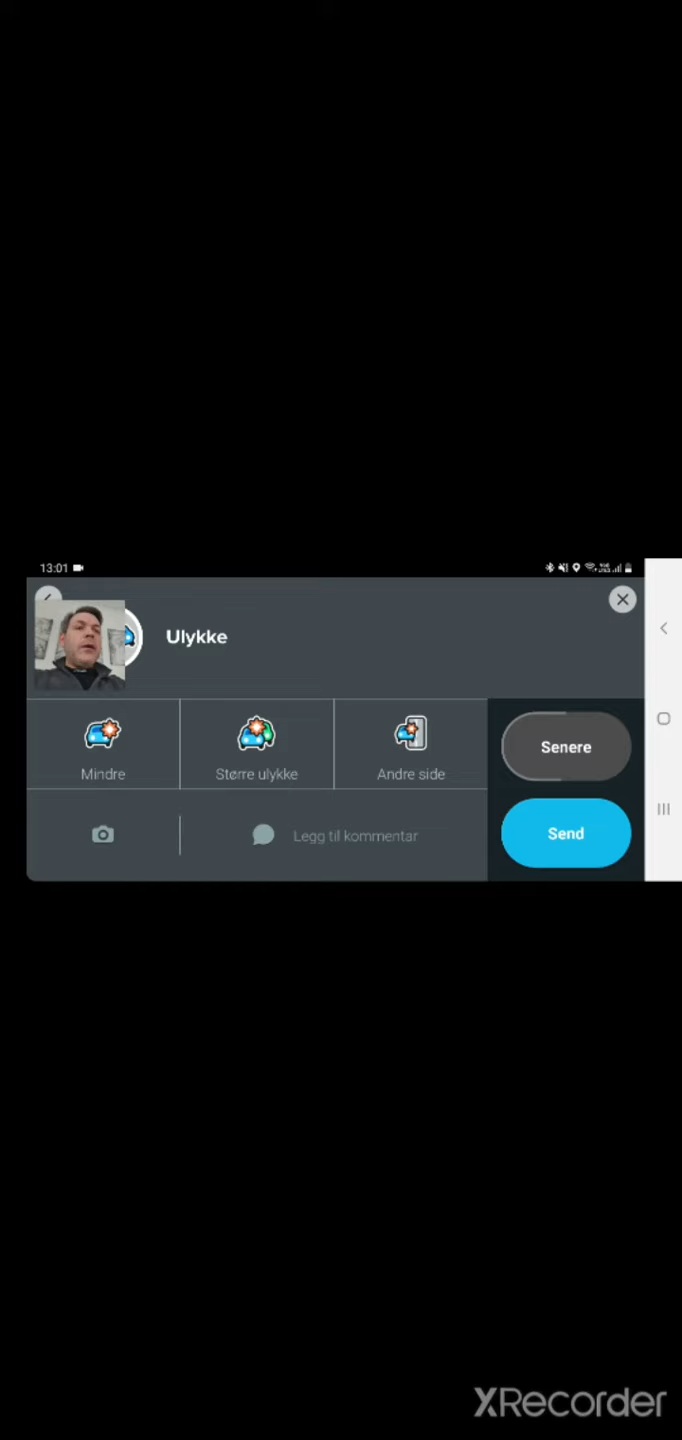 13:01
Ulykke
Mindre
Større ulykke
Andre side
Senere
Legg til kommentar
Send
XRecorder